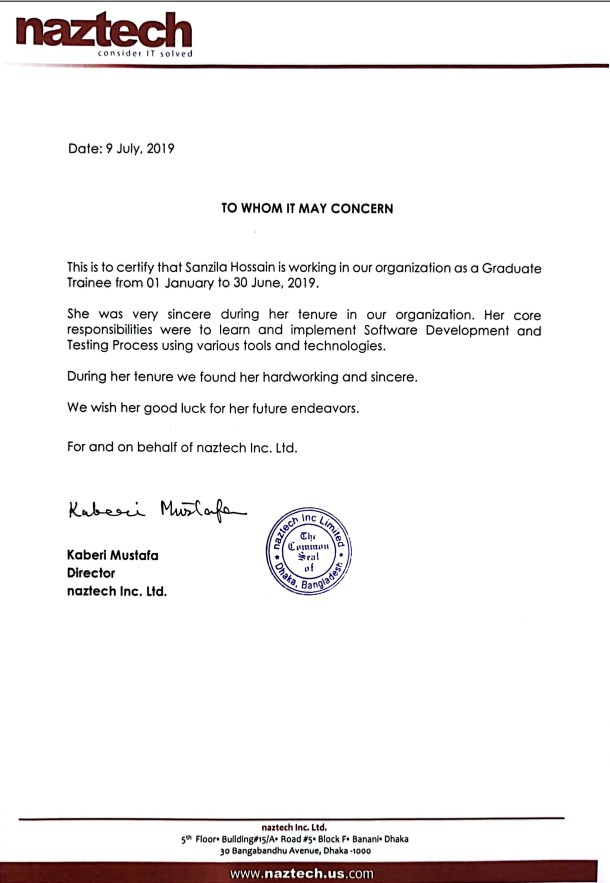 naztech
consider IT solved
Date: 9 July, 2019
TO WHOM IT MAY CONCERN
This is to certify that Sanzila Hossain is working in our organization as a Graduate
Trainee from 01 January to 30 June, 2019.
She was very sincere during her tenure in our organization. Her core
responsibilities were to learn and implement Software Development and
Testing Process using various tools and technologies.
During her tenure we found her hardworking and sincere.
We wish her good luck for her future endeavors.
For and on behalf of naztech Inc. Ltd.
Kaberi Mustafa
naztech Inc Limited
The
Common
Seal
of
Dhaka, Bangladesh
Kaberi Mustafa
Director
naztech Inc. Ltd.
naztech Inc. Ltd.
5th Floor• Building#15/A• Road #5• Block F• Banani• Dhaka
30 Bangabandhu Avenue, Dhaka -1000
www.naztech.us.com